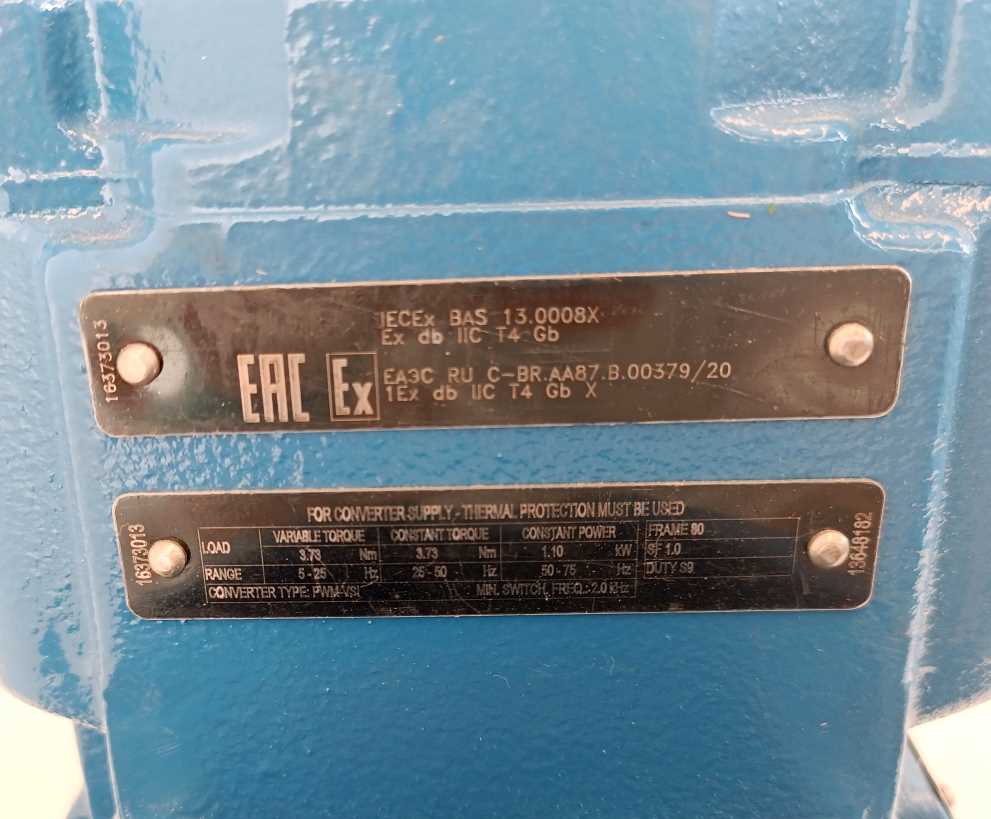 16373013
IECEx BAS 13.0008X
Ex db IIC T4 Gb
EAC Ex
EAЭC RU C-BR.AA87.B.00379/20
1Ex db IIC T4 Gb X
16373013
FOR CONVERTER SUPPLY - THERMAL PROTECTION MUST BE USED
LOAD VARIABLE TORQUE CONSTANT TORQUE CONSTANT POWER FRAME 80
3.73 Nm 3.73 Nm 1.10 kW SF 1.0
RANGE 5 - 25 Hz 25 - 50 Hz 50 - 75 Hz DUTY S9
CONVERTER TYPE: PWM-VSI MIN. SWITCH. FREQ.: 2.0 kHz
13646182